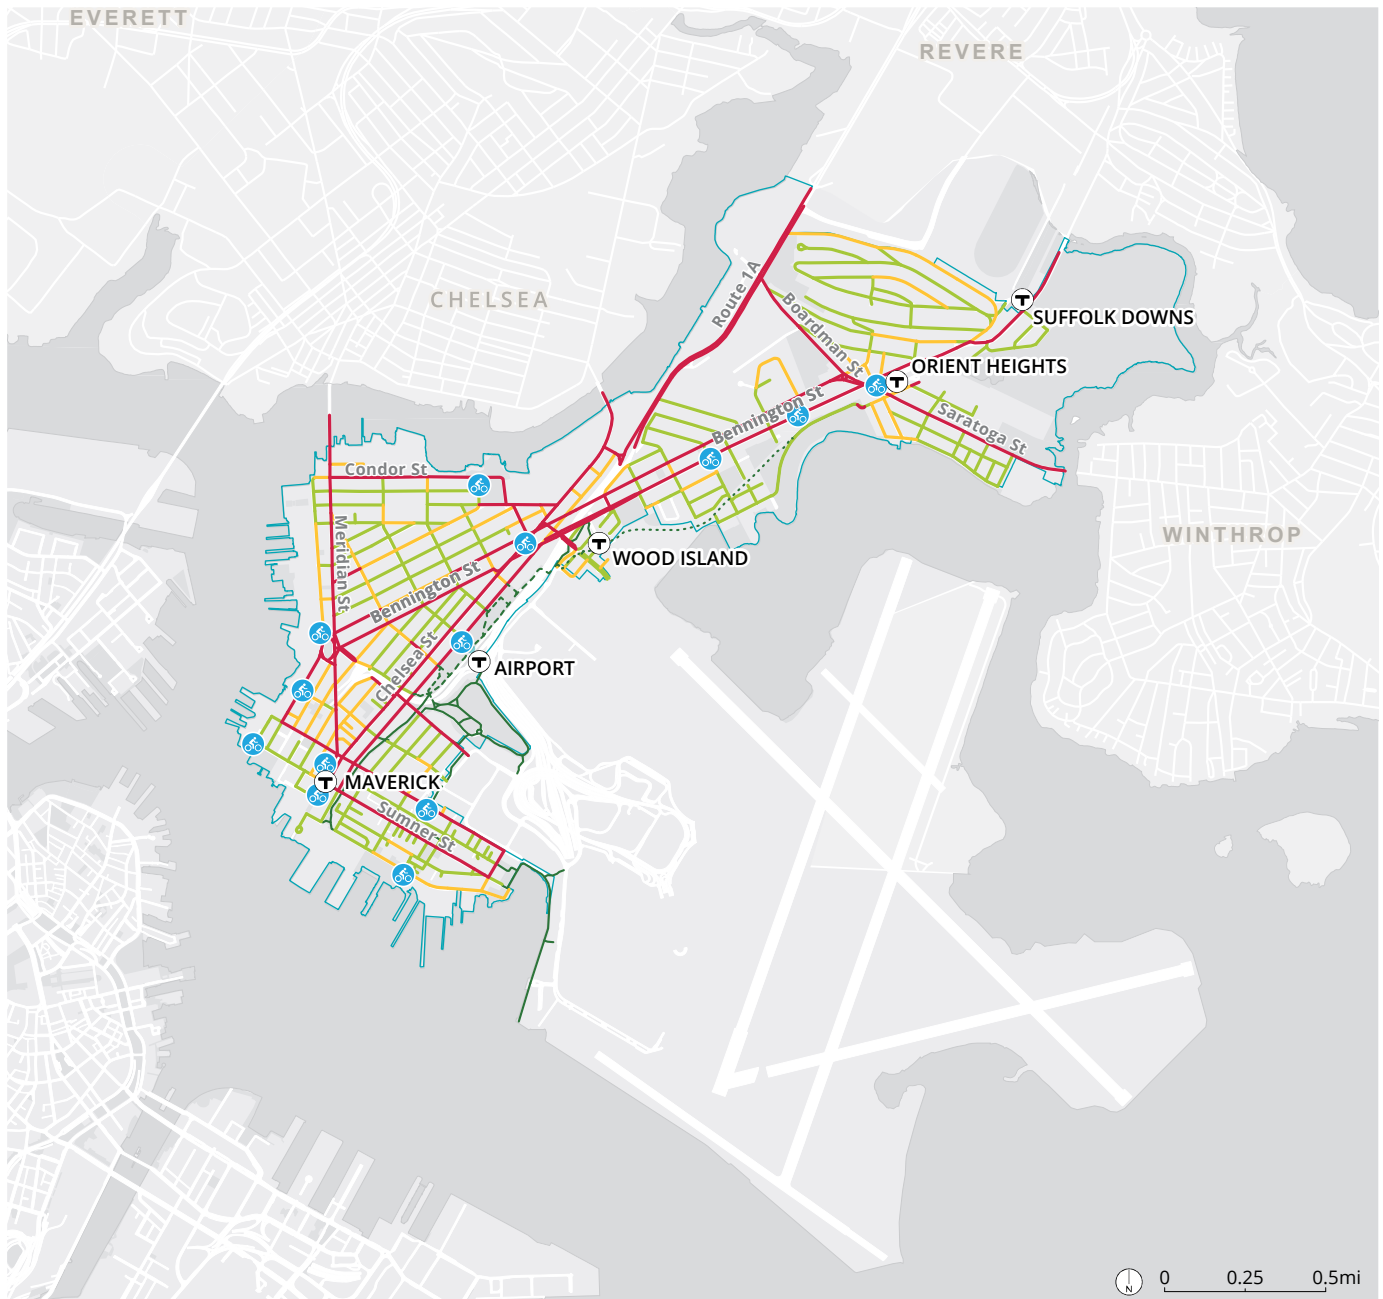 EVERETT
REVERE
CHELSEA
Route 1A
Boardman St
SUFFOLK DOWNS
ORIENT HEIGHTS
Bennington St
Saratoga St
Condor St
Meridian St
WINTHROP
WOOD ISLAND
Bennington St
Chelsea St
AIRPORT
MAVERICK
Sumner St
T
T
T
T
T
N
0 0.25 0.5mi